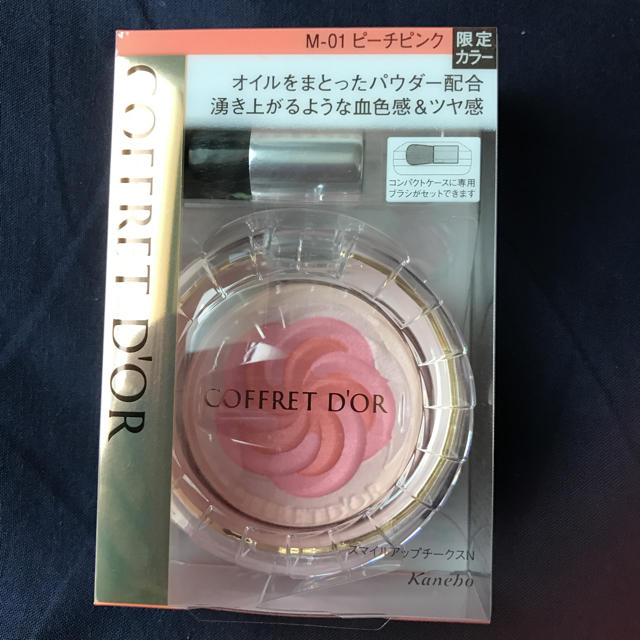 M-01 ピーチピンク
限定
カラー
オイルをまとったパウダー配合
湧き上がるような血色感&ツヤ感
コンパクトケースに専用
ブラシがセットできます
COFFRET D'OR
COFFRET D'OR
スマイルアップチークスN
Kanebo